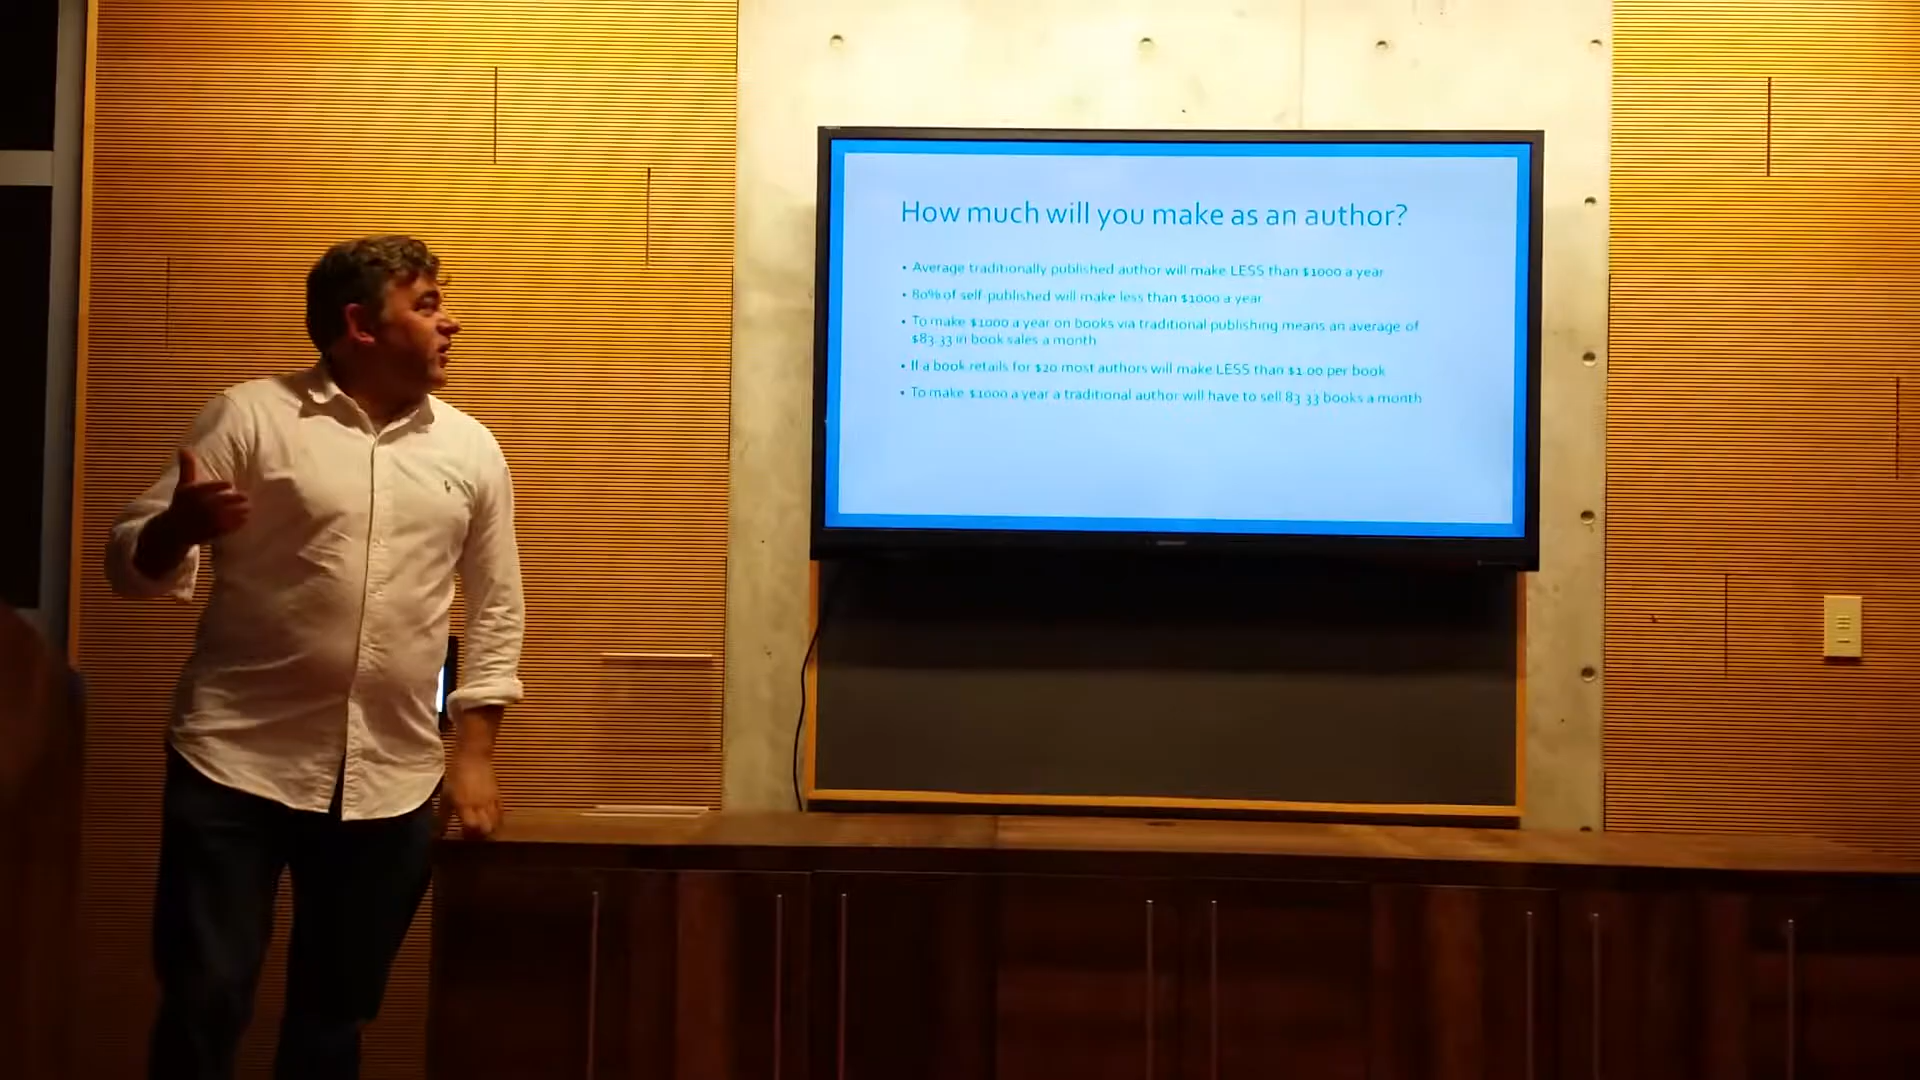 How much will you make as an author?
• Average traditionally published author will make LESS than $1000 a year
• 80% of self-published will make less than $1000 a year
• To make $1000 a year on books via traditional publishing means an average of
$83.33 in book sales a month
• If a book retails for $20 most authors will make LESS than $1.00 per book
• To make $1000 a year a traditional author will have to sell 83.33 books a month